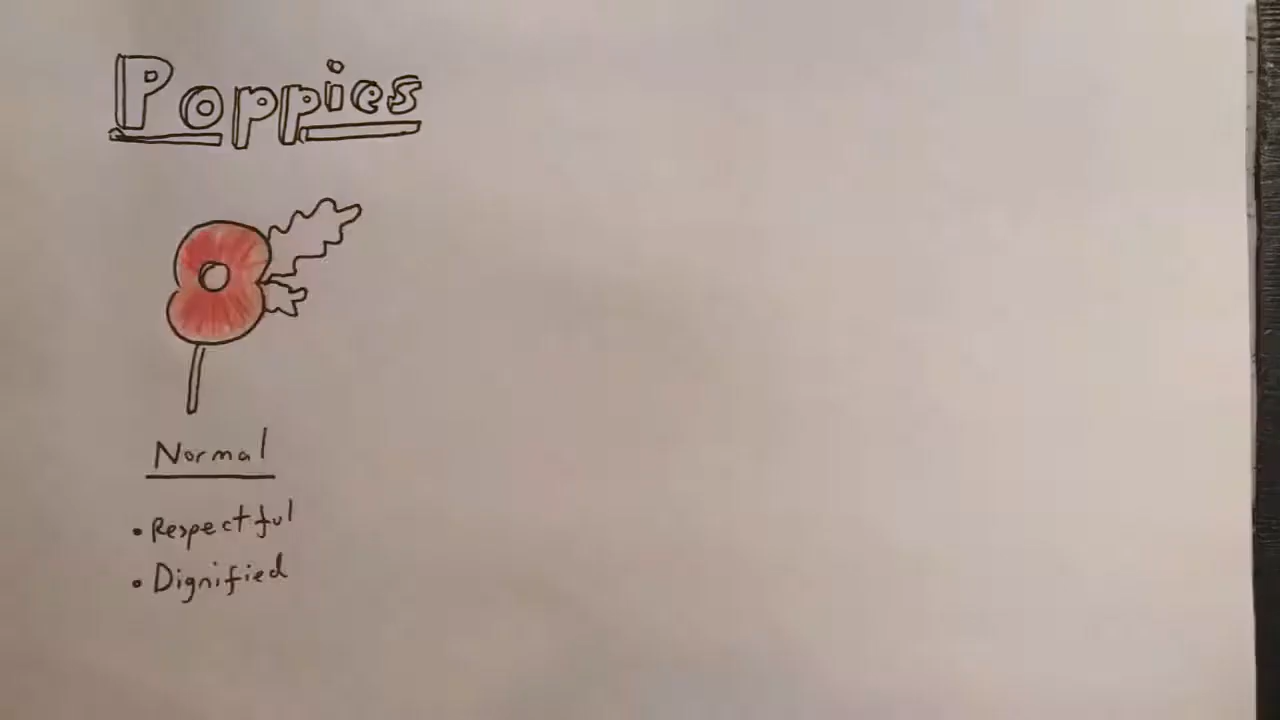 Poppies
Normal
• Respectful
• Dignified